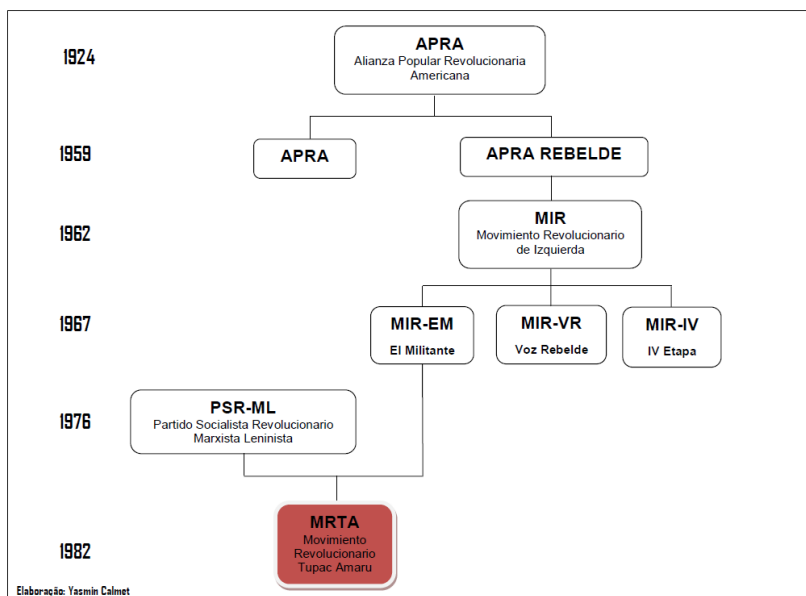 1924
APRA
Alianza Popular Revolucionaria
Americana
1959
APRA
APRA REBELDE
1962
MIR
Movimiento Revolucionario
de Izquierda
1967
MIR-EM
El Militante
MIR-VR
Voz Rebelde
MIR-IV
IV Etapa
1976
PSR-ML
Partido Socialista Revolucionario
Marxista Leninista
1982
MRTA
Movimiento
Revolucionario
Tupac Amaru
Elaboração: Yasmin Calmet